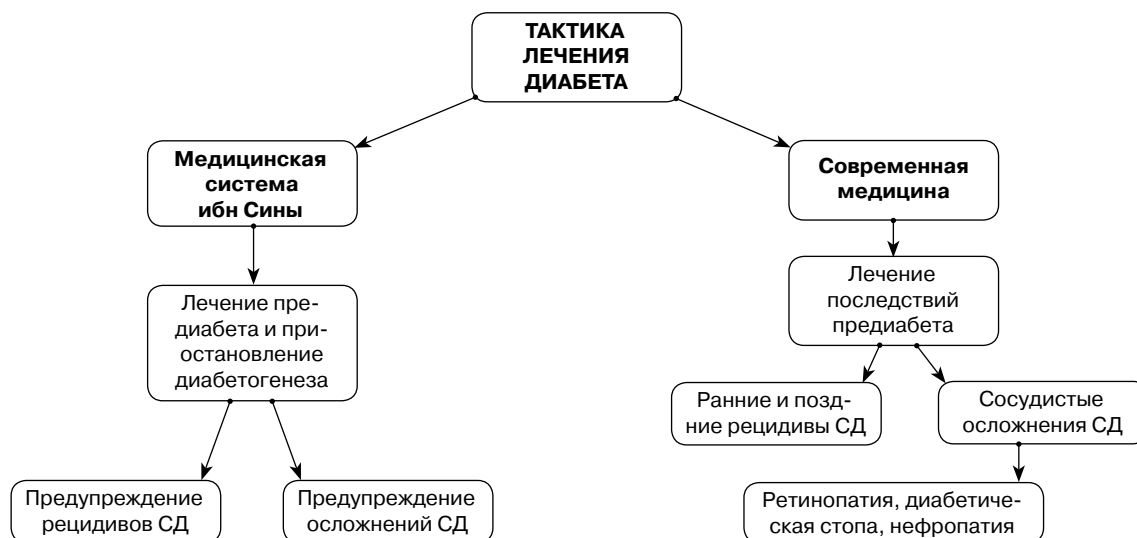 ТАКТИКА
ЛЕЧЕНИЯ
ДИАБЕТА
Медицинская
система
ибн Сины
Современная
медицина
Лечение пре-
диабета и при-
остановление
диабетогенеза
Лечение
последствий
предиабета
Ранние и позд-
ние рецидивы СД
Сосудистые
осложнения СД
Предупреждение
рецидивов СД
Предупреждение
осложнений СД
Ретинопатия, диабетиче-
ская стопа, нефропатия